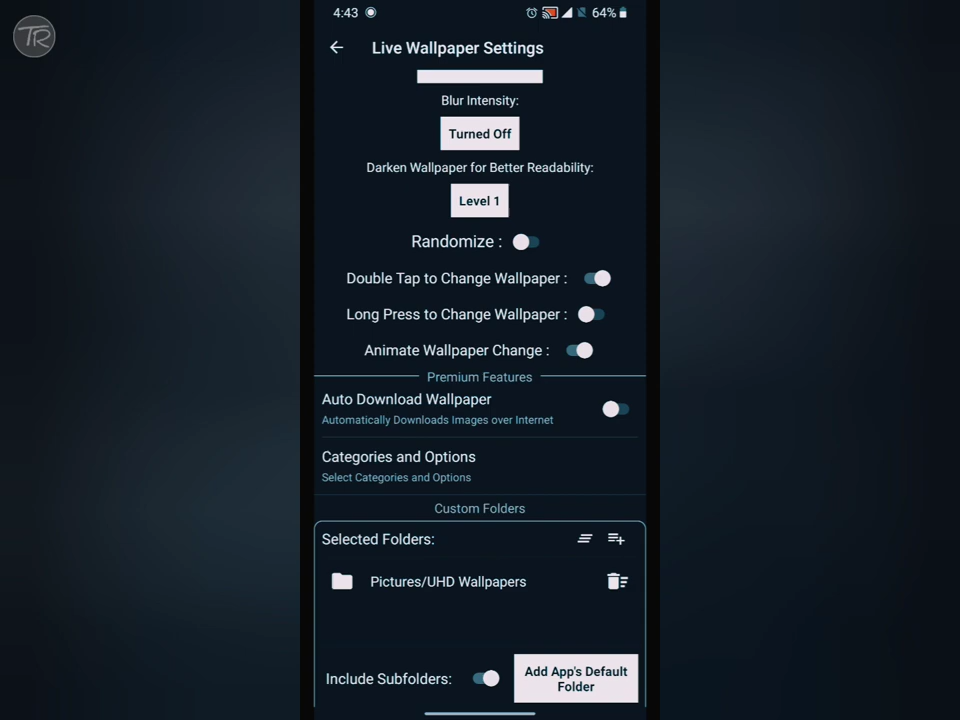 TR
4:43
64%
Live Wallpaper Settings
Blur Intensity:
Turned Off
Darken Wallpaper for Better Readability:
Level 1
Randomize :
Double Tap to Change Wallpaper :
Long Press to Change Wallpaper :
Animate Wallpaper Change :
Premium Features
Auto Download Wallpaper
Automatically Downloads Images over Internet
Categories and Options
Select Categories and Options
Custom Folders
Selected Folders:
Pictures/UHD Wallpapers
Include Subfolders:
Add App's Default
Folder